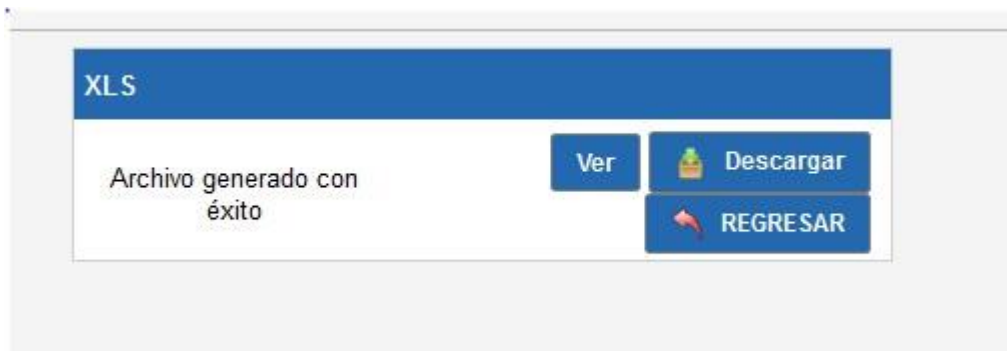 XLS
Archivo generado con
éxito
Ver
Descargar
REGRESAR